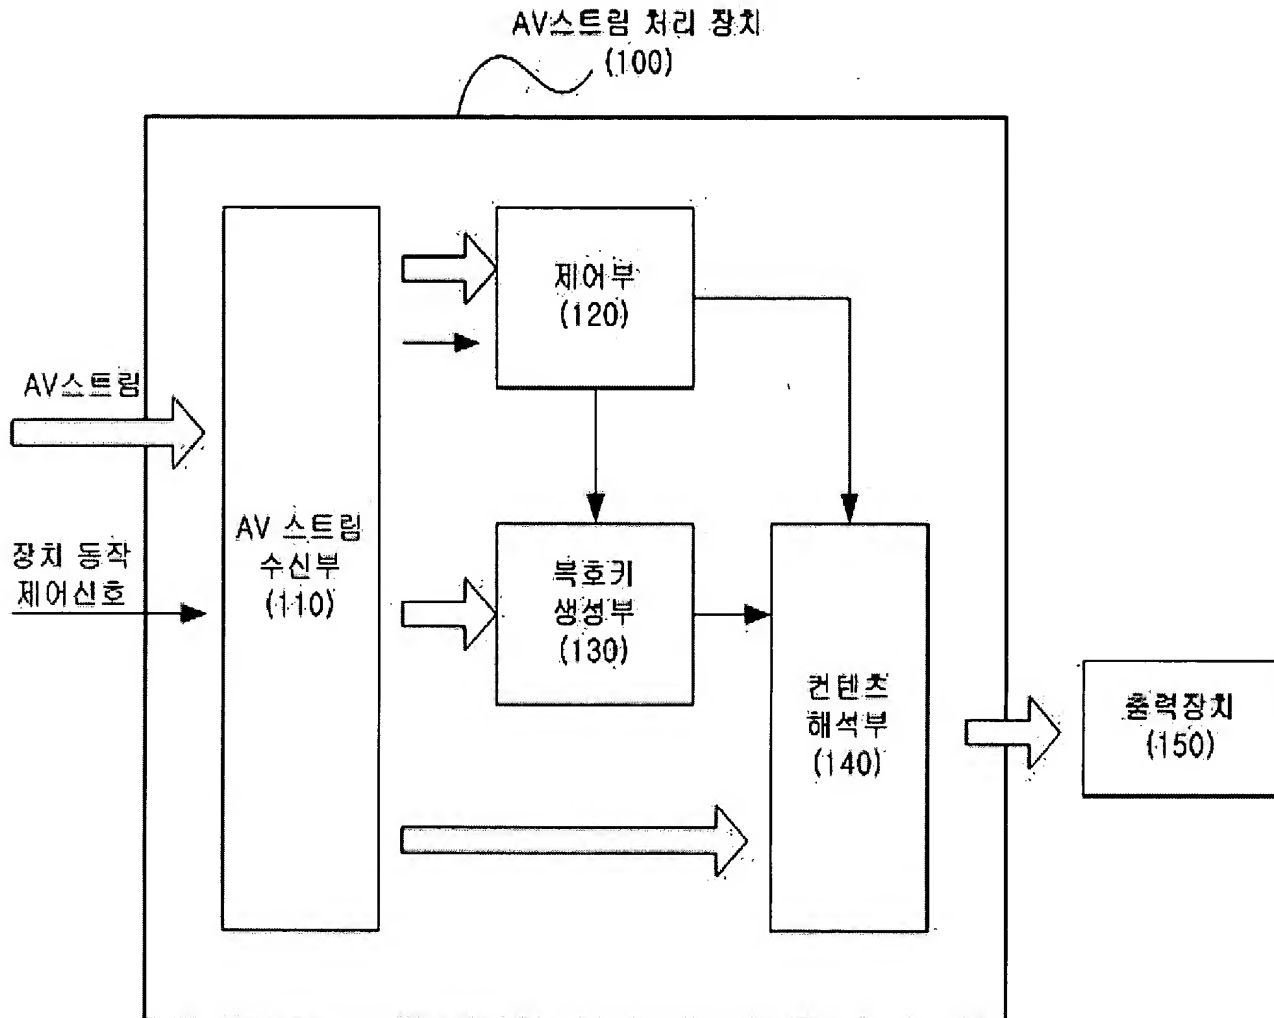 AV스트림 처리 장치
(100)
제어부
(120)
AV스트림
AV 스트림
수신부
(110)
장치 동작
제어신호
복호키
생성부
(130)
컨텐츠
해석부
(140)
출력장치
(150)